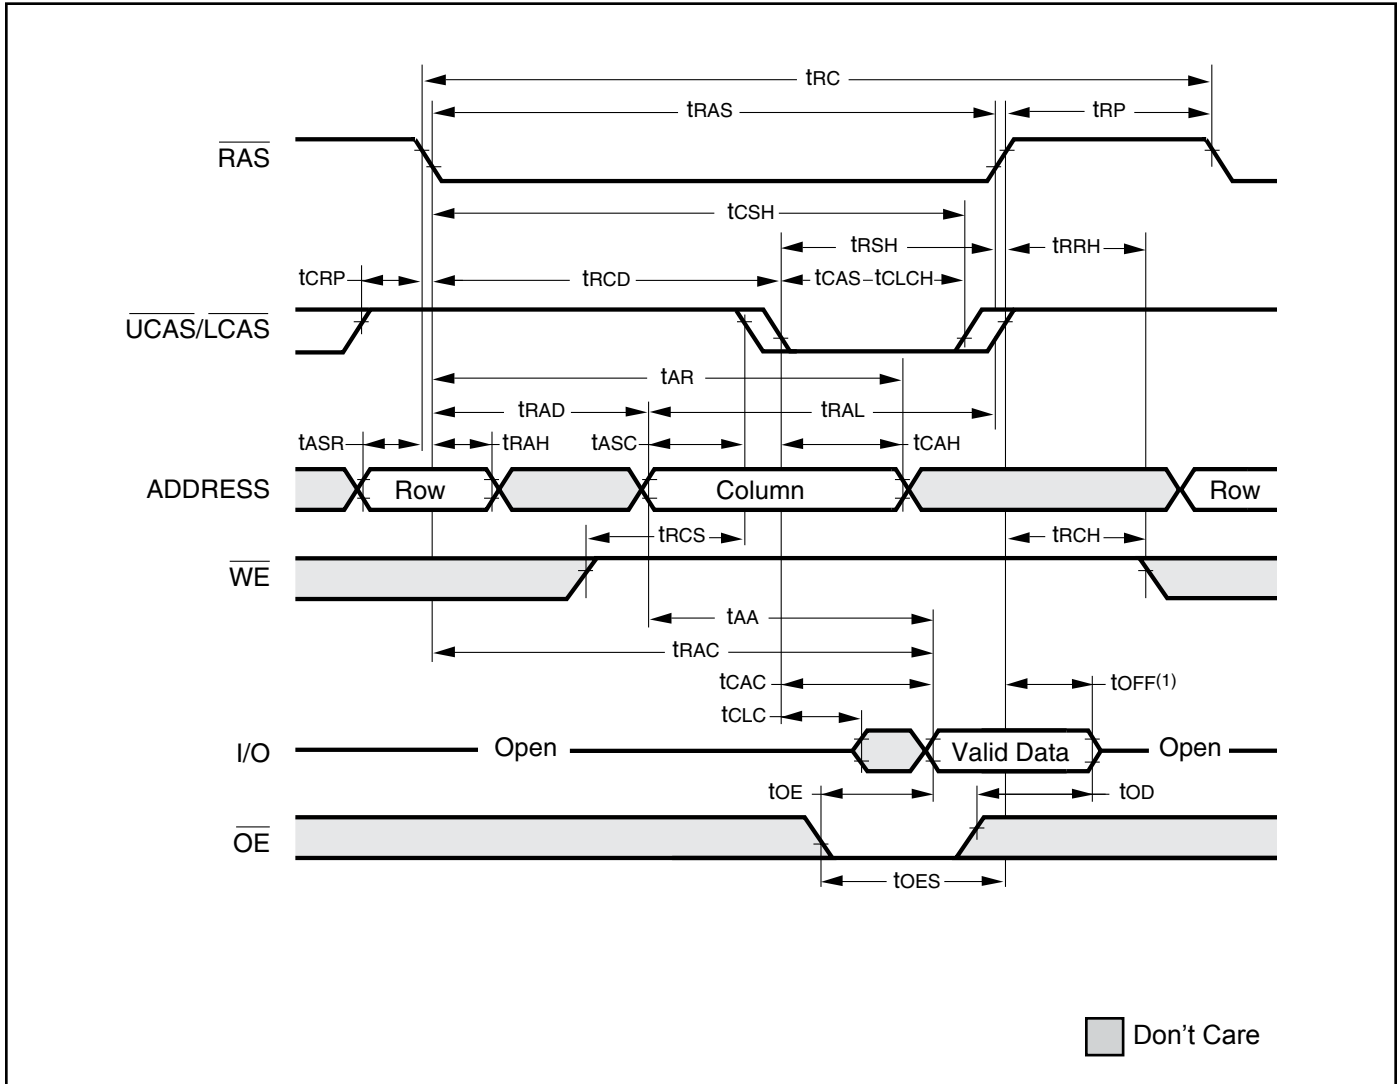 tRC
tRAS
tRP
RAS
tCSH
tRSH
tRRH
tCRP
tRCD
tCAS
tCLCH
UCAS/LCAS
tAR
tRAD
tRAL
tASR
tRAH
tASC
tCAH
ADDRESS
Row
Column
Row
tRCS
tRCH
WE
tAA
tRAC
tCAC
tOFF(1)
tCLC
I/O
Open
Valid Data
Open
tOE
tOD
OE
tOES
Don't Care